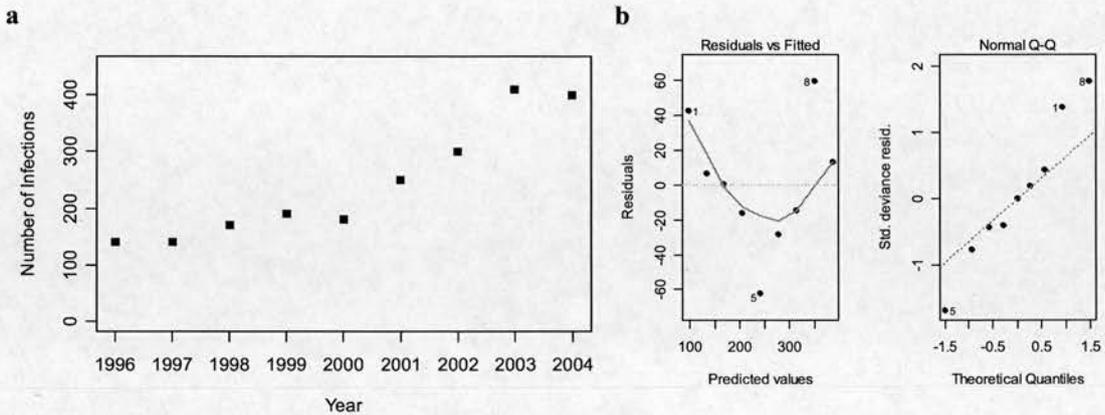 a
Number of Infections
400
300
200
100
0
1996 1997 1998 1999 2000 2001 2002 2003 2004
Year
b
Residuals vs Fitted
Residuals
60
40
20
0
-20
-40
-60
1
8
5
100 200 300
Predicted values
Normal Q-Q
Std. deviance resid.
2
1
0
-1
8
1
5
-1.5 -0.5 0.5 1.5
Theoretical Quantiles